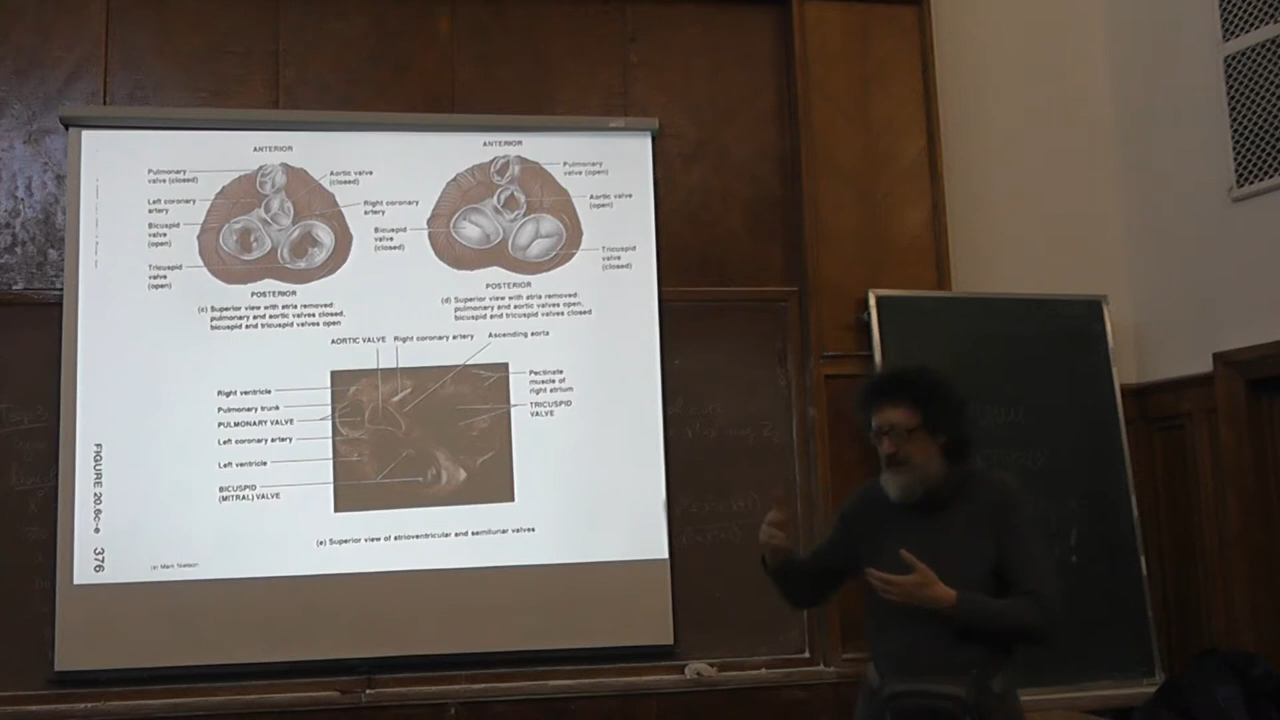 ANTERIOR
Pulmonary
valve (closed)
Aortic valve
(closed)
Left coronary
artery
Right coronary
artery
Bicuspid
valve
(open)
Tricuspid
valve
(open)
POSTERIOR
(c) Superior view with atria removed:
pulmonary and aortic valves closed,
bicuspid and tricuspid valves open
ANTERIOR
Pulmonary
valve (open)
Aortic valve
(open)
Bicuspid
valve
(closed)
Tricuspid
valve
(closed)
POSTERIOR
(d) Superior view with atria removed:
pulmonary and aortic valves open,
bicuspid and tricuspid valves closed
AORTIC VALVE
Right coronary artery
Ascending aorta
Right ventricle
Pulmonary trunk
PULMONARY VALVE
Left coronary artery
Left ventricle
BICUSPID
(MITRAL) VALVE
Pectinate
muscle of
right atrium
TRICUSPID
VALVE
(e) Superior view of atrioventricular and semilunar valves
(e) Mark Nielsen
FIGURE 20.6c-e 376